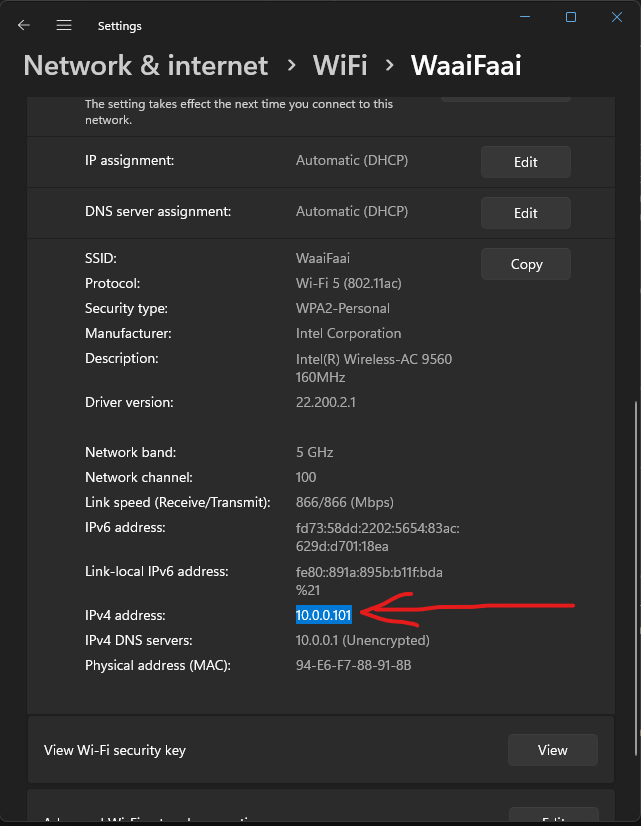 Settings
Network & internet › WiFi › WaaiFaai
The setting takes effect the next time you connect to this
network.
IP assignment: Automatic (DHCP) Edit
DNS server assignment: Automatic (DHCP) Edit
SSID: WaaiFaai Copy
Protocol: Wi-Fi 5 (802.11ac)
Security type: WPA2-Personal
Manufacturer: Intel Corporation
Description: Intel(R) Wireless-AC 9560
160MHz
Driver version: 22.200.2.1
Network band: 5 GHz
Network channel: 100
Link speed (Receive/Transmit): 866/866 (Mbps)
IPv6 address: fd73:58dd:2202:5654:83ac:
629d:d701:18ea
Link-local IPv6 address: fe80::891a:895b:b11f:bda
%21
IPv4 address: 10.0.0.101
IPv4 DNS servers: 10.0.0.1 (Unencrypted)
Physical address (MAC): 94-E6-F7-88-91-8B
View Wi-Fi security key View